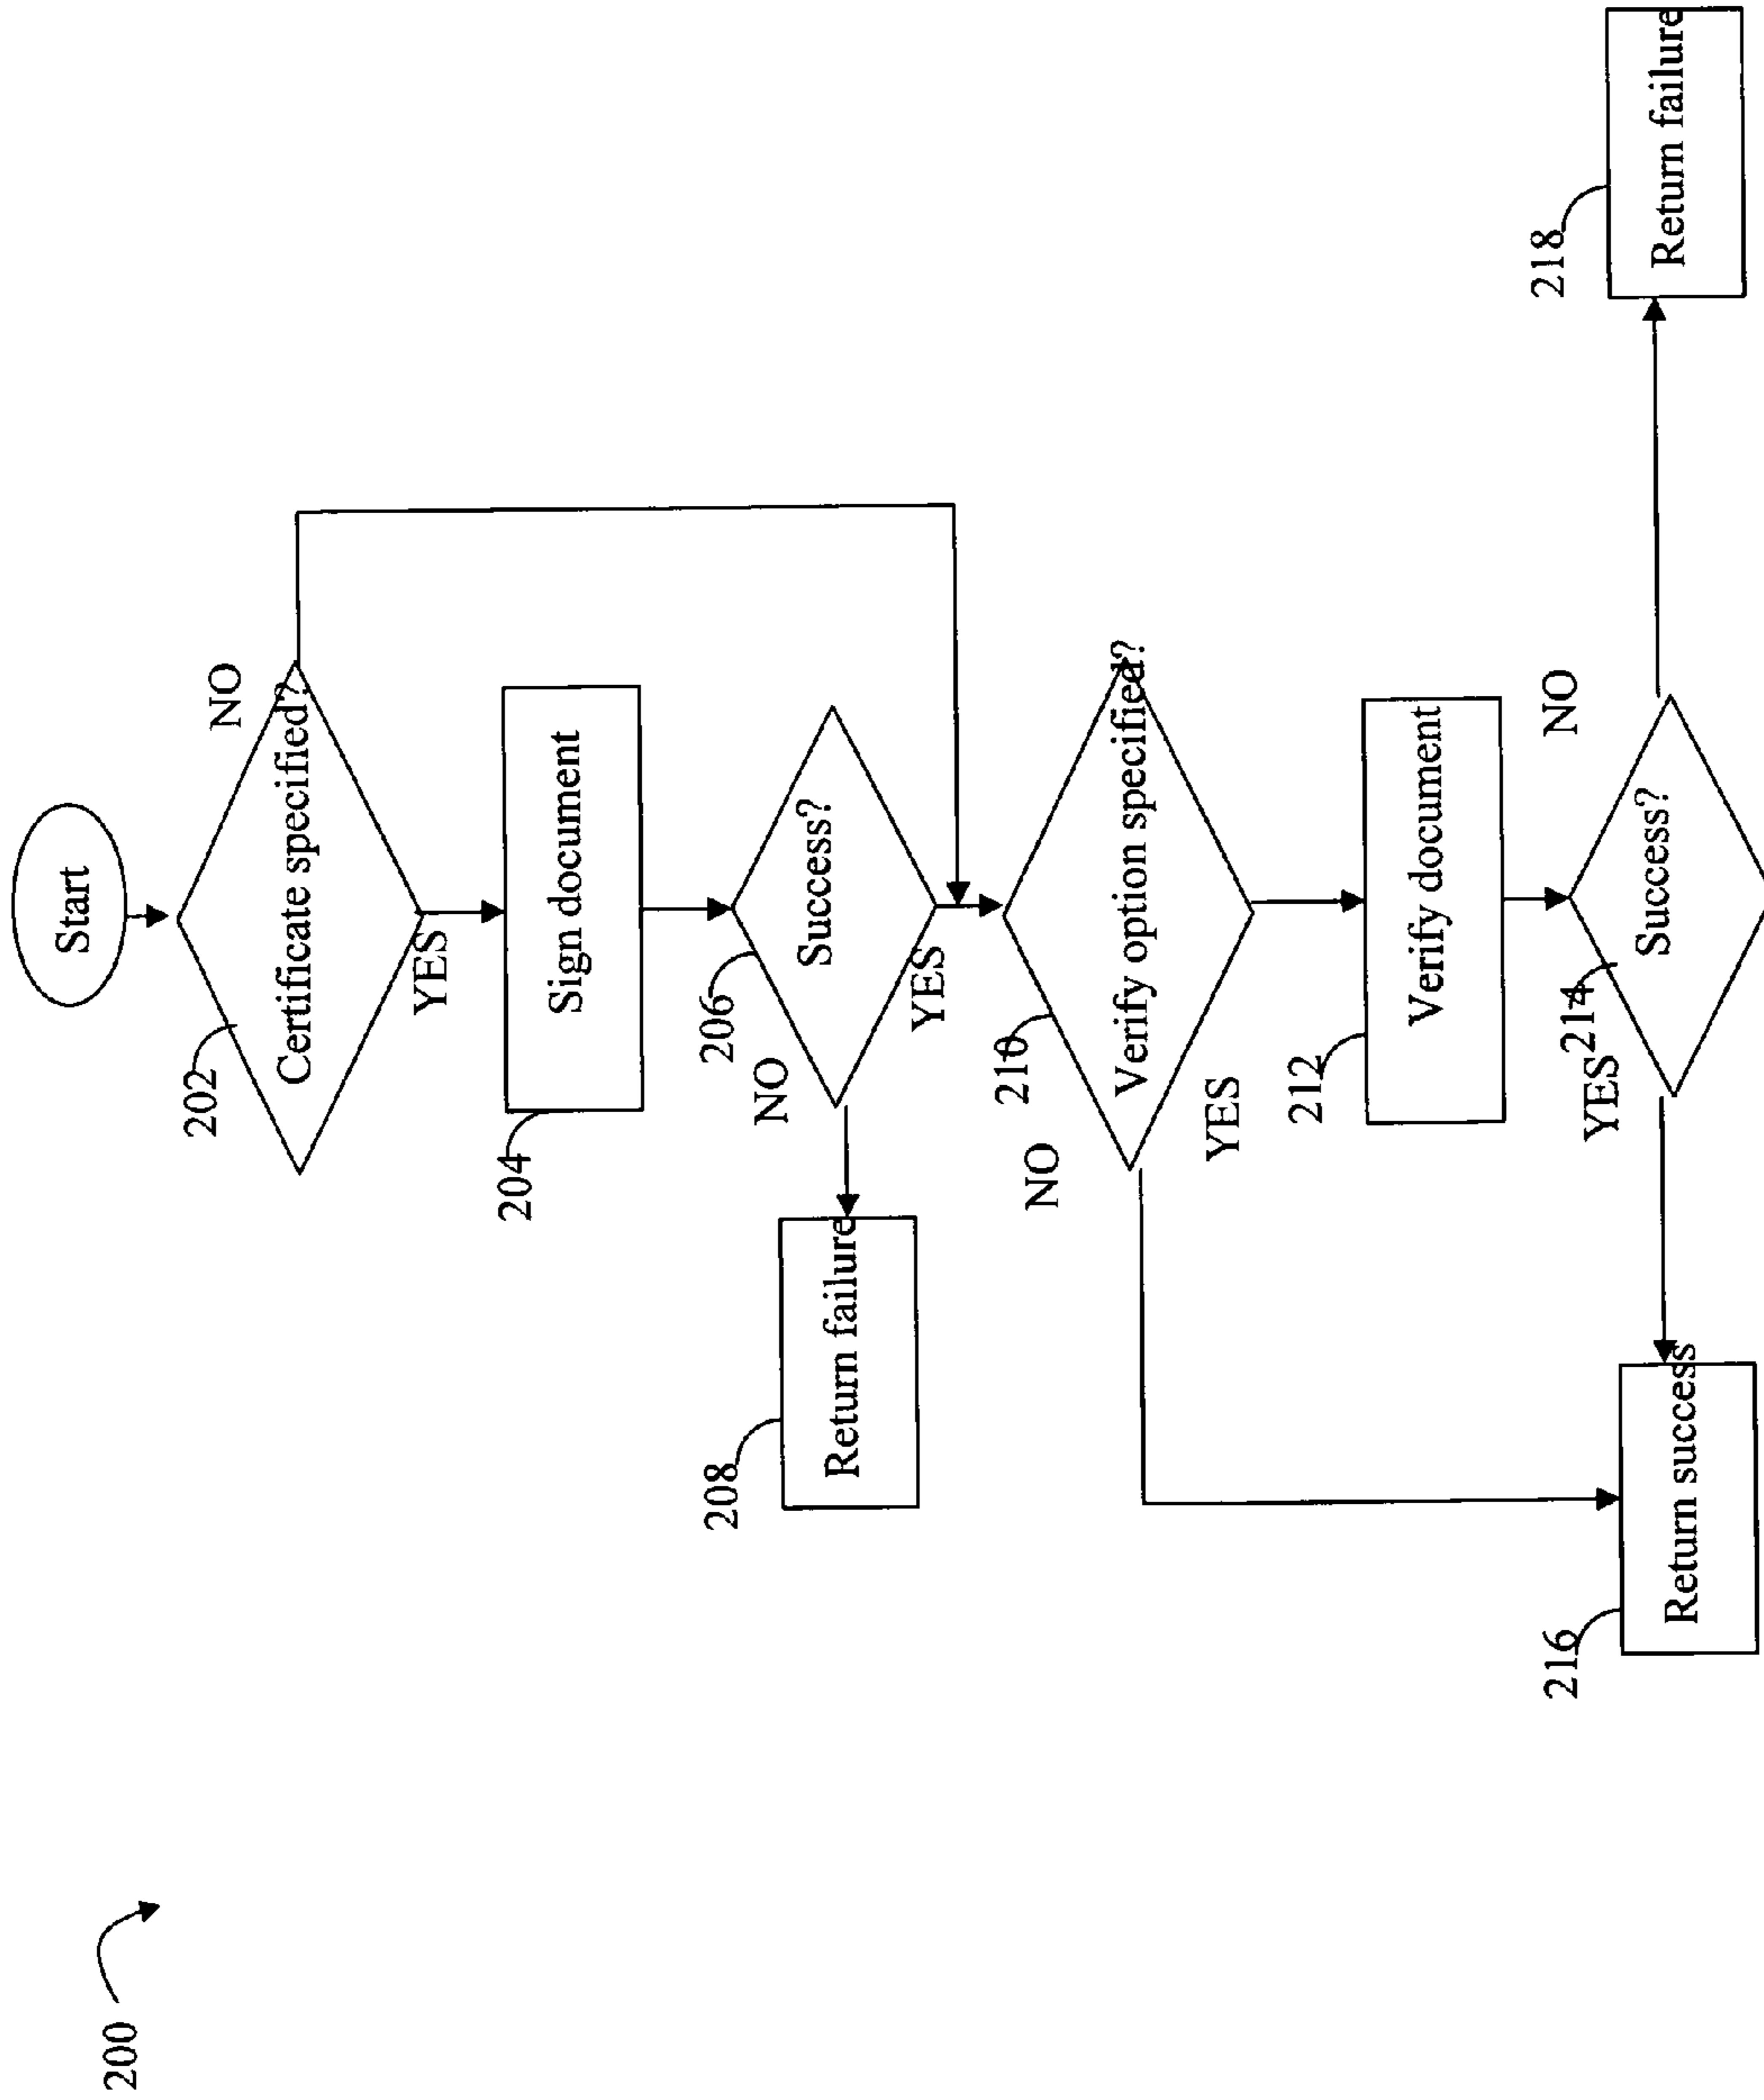 200
Start
202
Certificate specified?
NO
YES
204
Sign document
206
Success?
NO
YES
208
Return failure
210
Verify option specified?
NO
YES
212
Verify document
214
Success?
YES
NO
216
Return success
218
Return failure